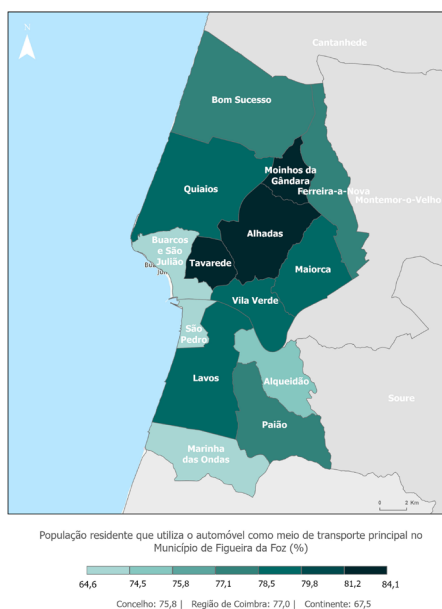 N
Cantanhede
Bom Sucesso
Moinhos da
Gândara
Ferreira-a-Nova
Montemor-o-Velho
Quiaios
Alhadas
Buarcos
e São
Julião
Tavarede
Maiorca
Vila Verde
São
Pedro
Lavos
Alqueidão
Soure
Paião
Marinha
das Ondas
0 2 Km
População residente que utiliza o automóvel como meio de transporte principal no
Município de Figueira da Foz (%)
64,6 74,5 75,8 77,1 78,5 79,8 81,2 84,1
Concelho: 75,8 | Região de Coimbra: 77,0 | Continente: 67,5